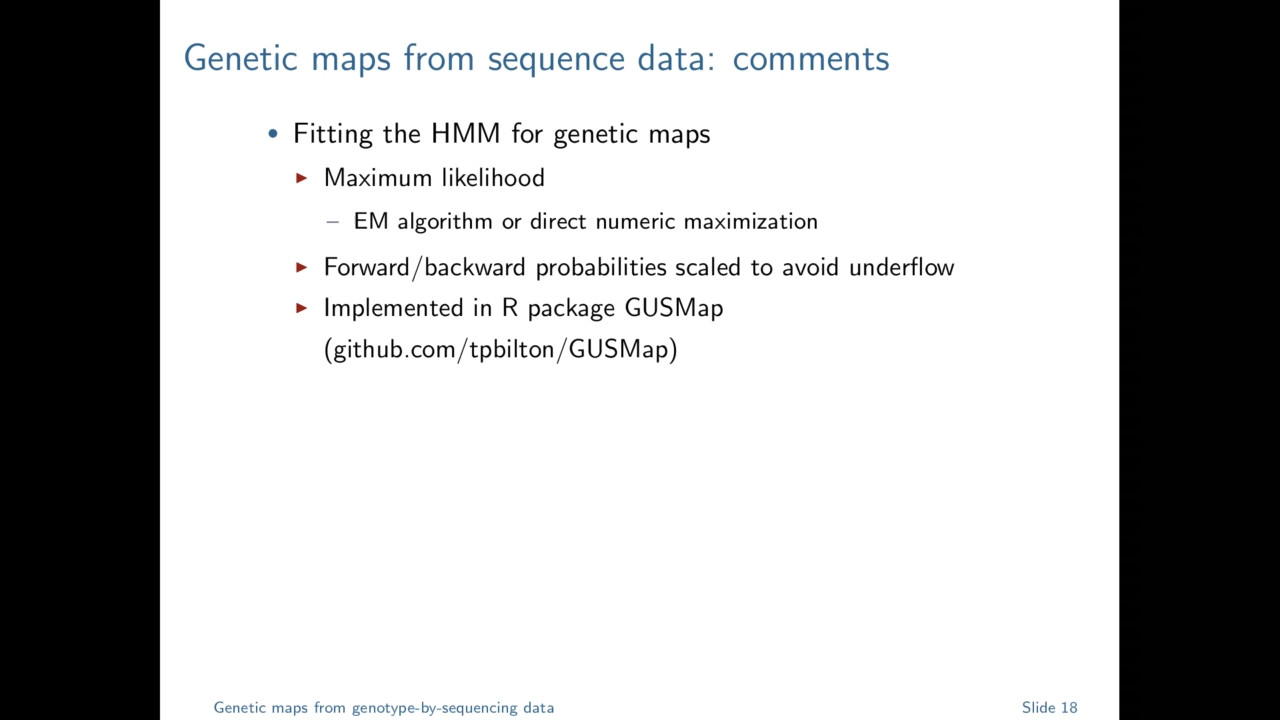 Genetic maps from sequence data: comments
• Fitting the HMM for genetic maps
▶ Maximum likelihood
– EM algorithm or direct numeric maximization
▶ Forward/backward probabilities scaled to avoid underflow
▶ Implemented in R package GUSMap
(github.com/tpbilton/GUSMap)
Genetic maps from genotype-by-sequencing data
Slide 18